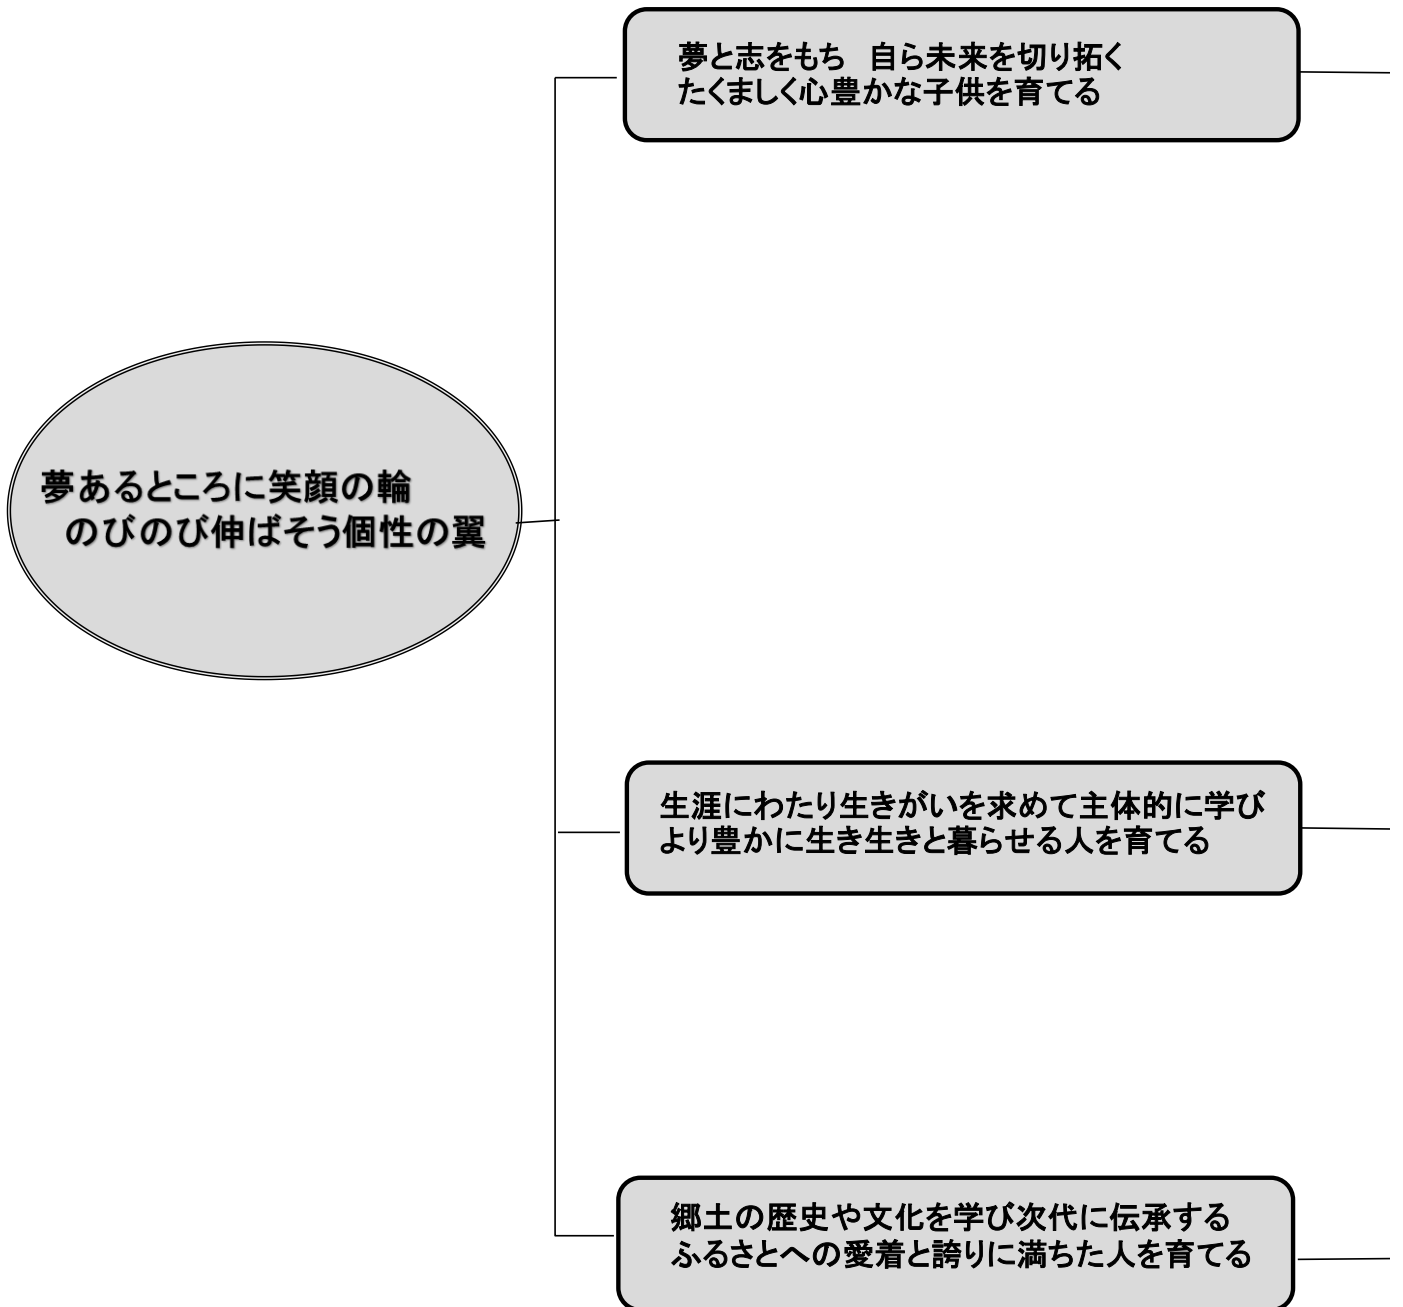 夢と志をもち　自ら未来を切り拓く
たくましく心豊かな子供を育てる
夢あるところに笑顔の輪
のびのび伸ばそう個性の翼
生涯にわたり生きがいを求めて主体的に学び
より豊かに生き生きと暮らせる人を育てる
郷土の歴史や文化を学び次代に伝承する
ふるさとへの愛着と誇りに満ちた人を育てる